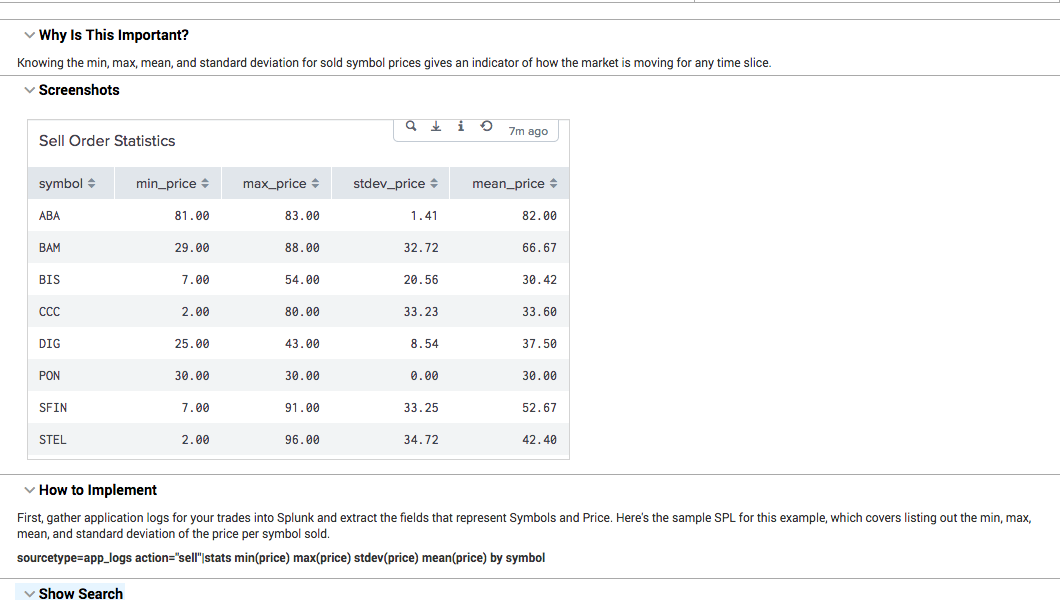 Why Is This Important?
Knowing the min, max, mean, and standard deviation for sold symbol prices gives an indicator of how the market is moving for any time slice.
Screenshots
7m ago
Sell Order Statistics
symbol min_price max_price stdev_price mean_price
ABA 81.00 83.00 1.41 82.00
BAM 29.00 88.00 32.72 66.67
BIS 7.00 54.00 20.56 30.42
CCC 2.00 80.00 33.23 33.60
DIG 25.00 43.00 8.54 37.50
PON 30.00 30.00 0.00 30.00
SFIN 7.00 91.00 33.25 52.67
STEL 2.00 96.00 34.72 42.40
How to Implement
First, gather application logs for your trades into Splunk and extract the fields that represent Symbols and Price. Here's the sample SPL for this example, which covers listing out the min, max,
mean, and standard deviation of the price per symbol sold.
sourcetype=app_logs action="sell"|stats min(price) max(price) stdev(price) mean(price) by symbol
Show Search